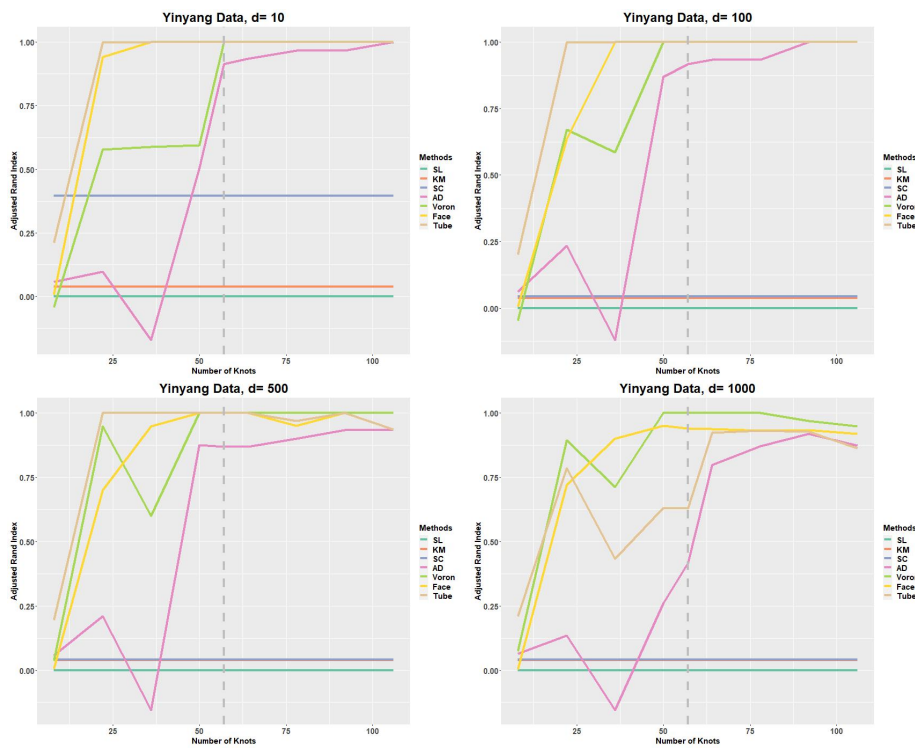 Yinyang Data, d= 10
Adjusted Rand Index
1.00
0.75
0.50
0.25
0.00
25
50
75
100
Number of Knots
Methods
SL
KM
SC
AD
Voron
Face
Tube
Yinyang Data, d= 100
Adjusted Rand Index
1.00
0.75
0.50
0.25
0.00
25
50
75
100
Number of Knots
Methods
SL
KM
SC
AD
Voron
Face
Tube
Yinyang Data, d= 500
Adjusted Rand Index
1.00
0.75
0.50
0.25
0.00
25
50
75
100
Number of Knots
Methods
SL
KM
SC
AD
Voron
Face
Tube
Yinyang Data, d= 1000
Adjusted Rand Index
1.00
0.75
0.50
0.25
0.00
25
50
75
100
Number of Knots
Methods
SL
KM
SC
AD
Voro
Face
Tube